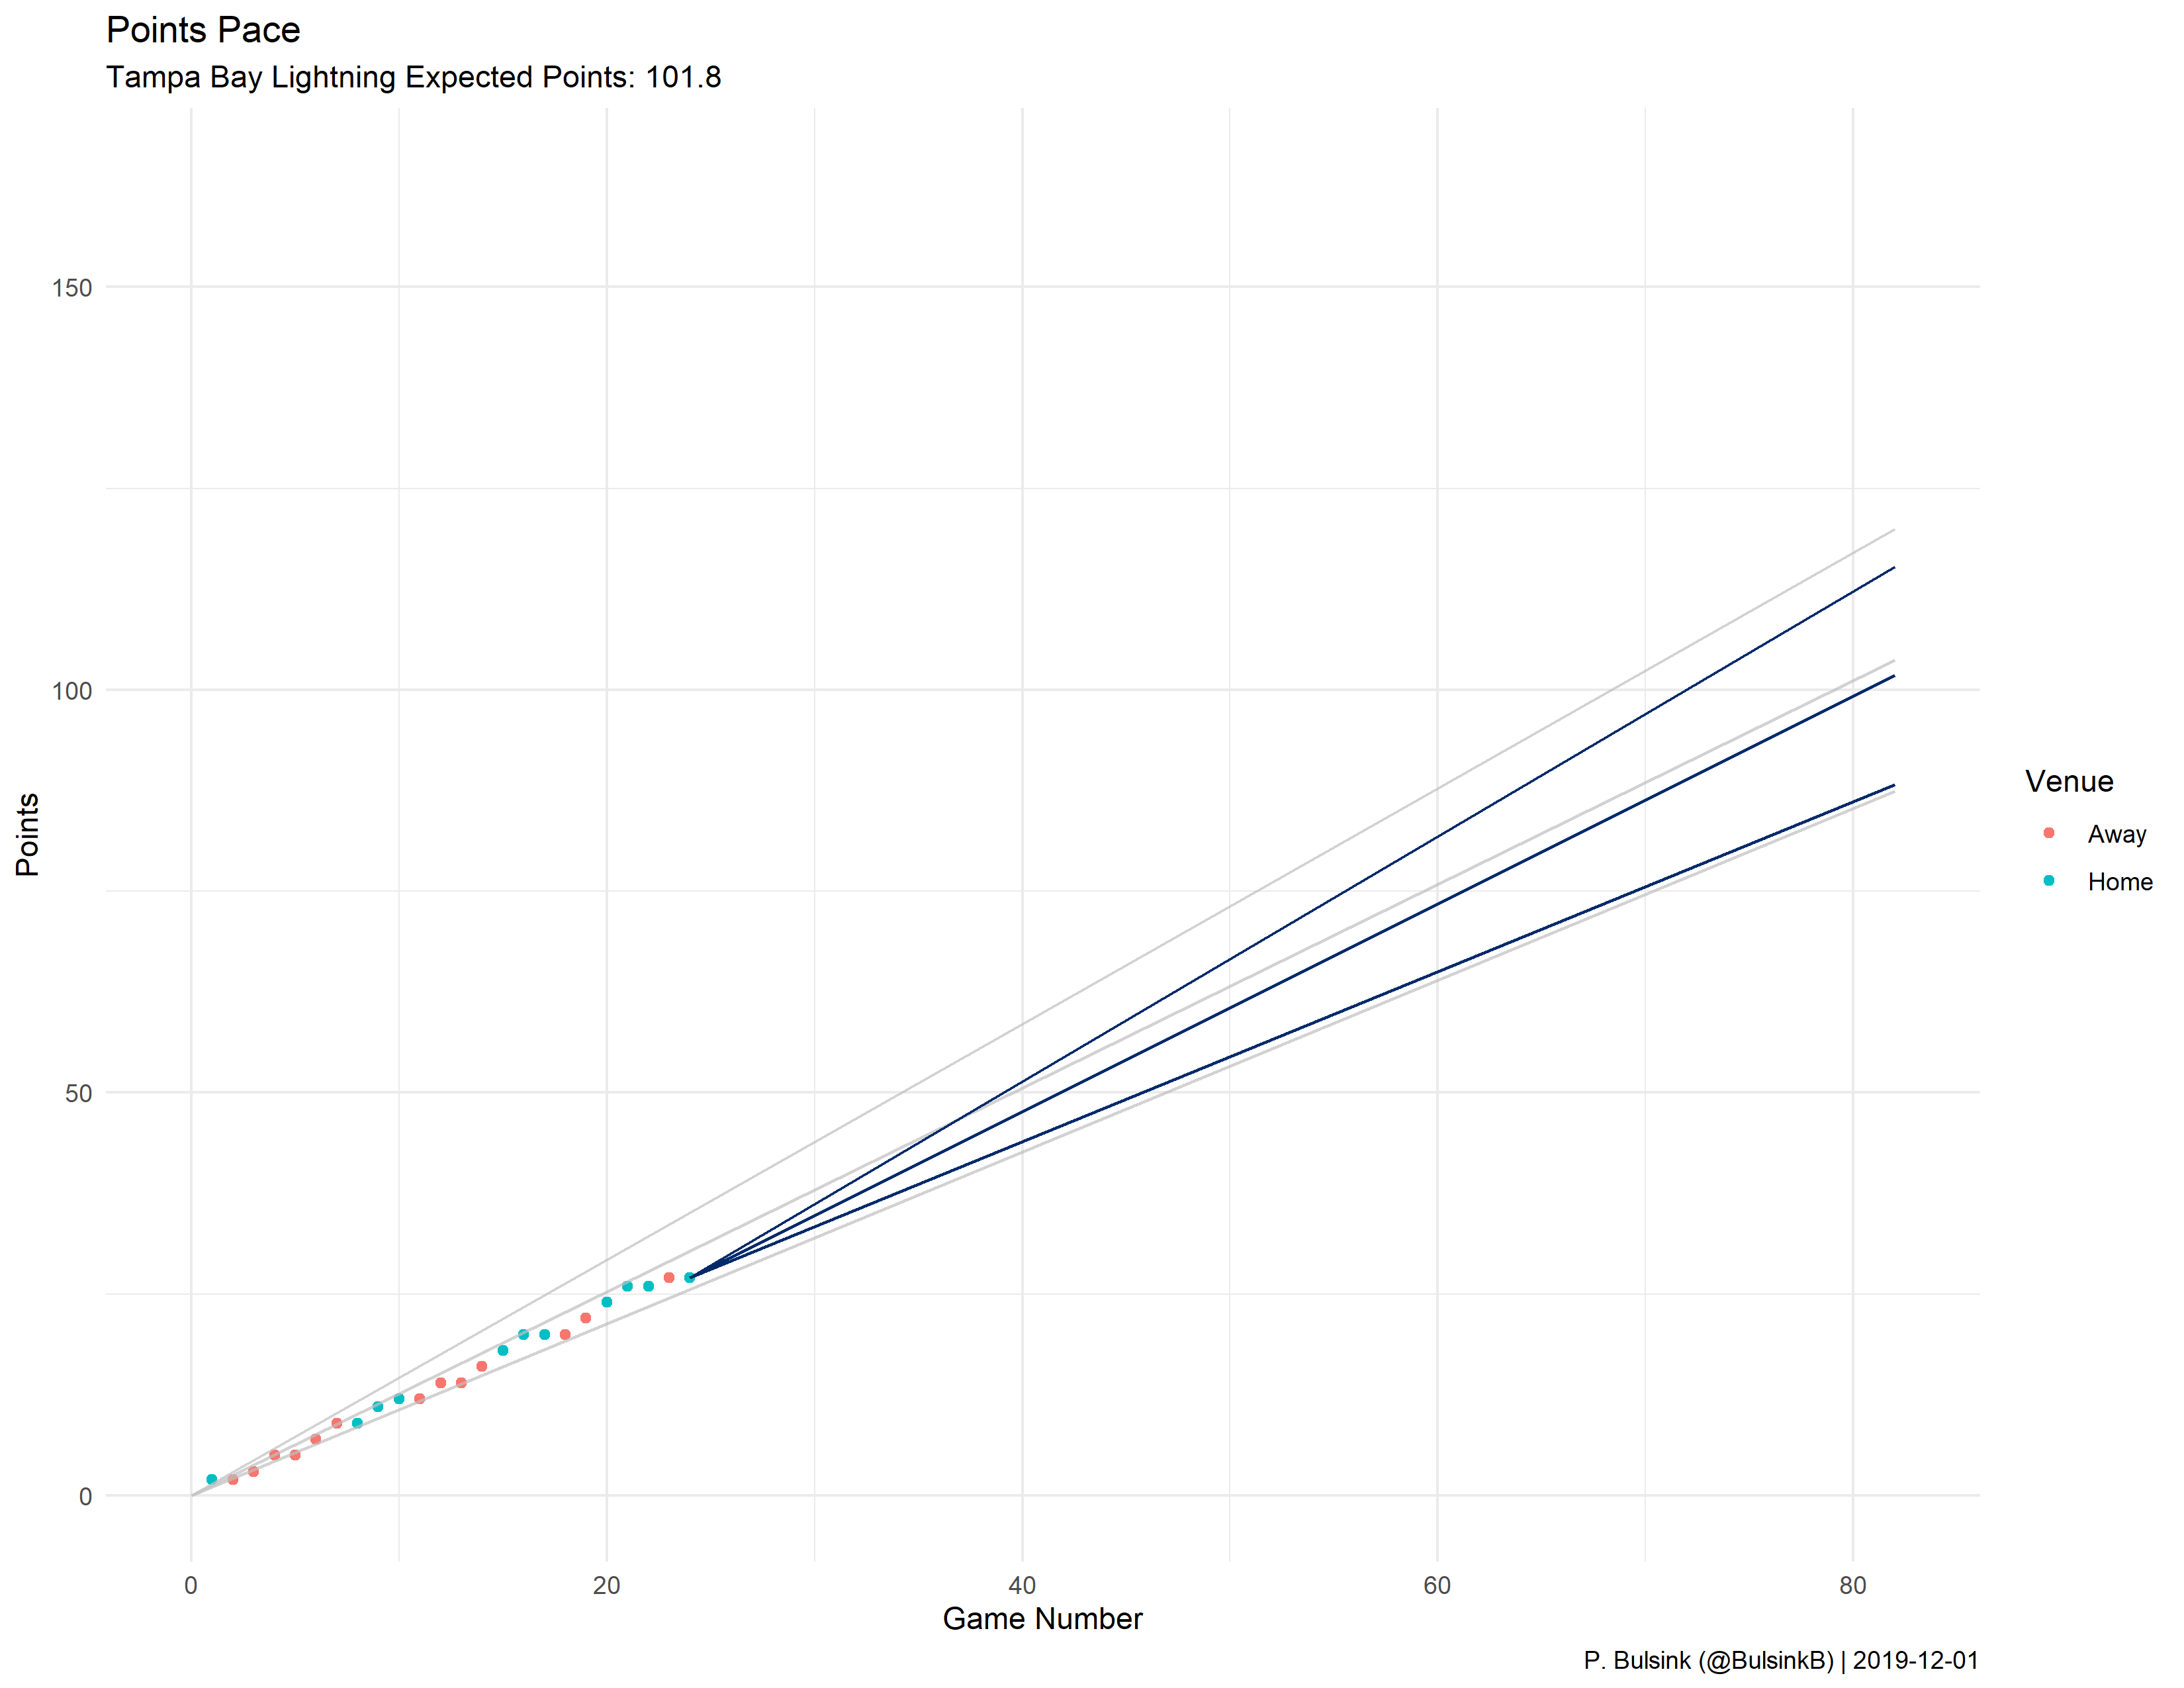 Points Pace
Tampa Bay Lightning Expected Points: 101.8
150
100
50
0
Points
0 20 40 60 80
Game Number
Venue
Away
Home
P. Bulsink (@BulsinkB) | 2019-12-01